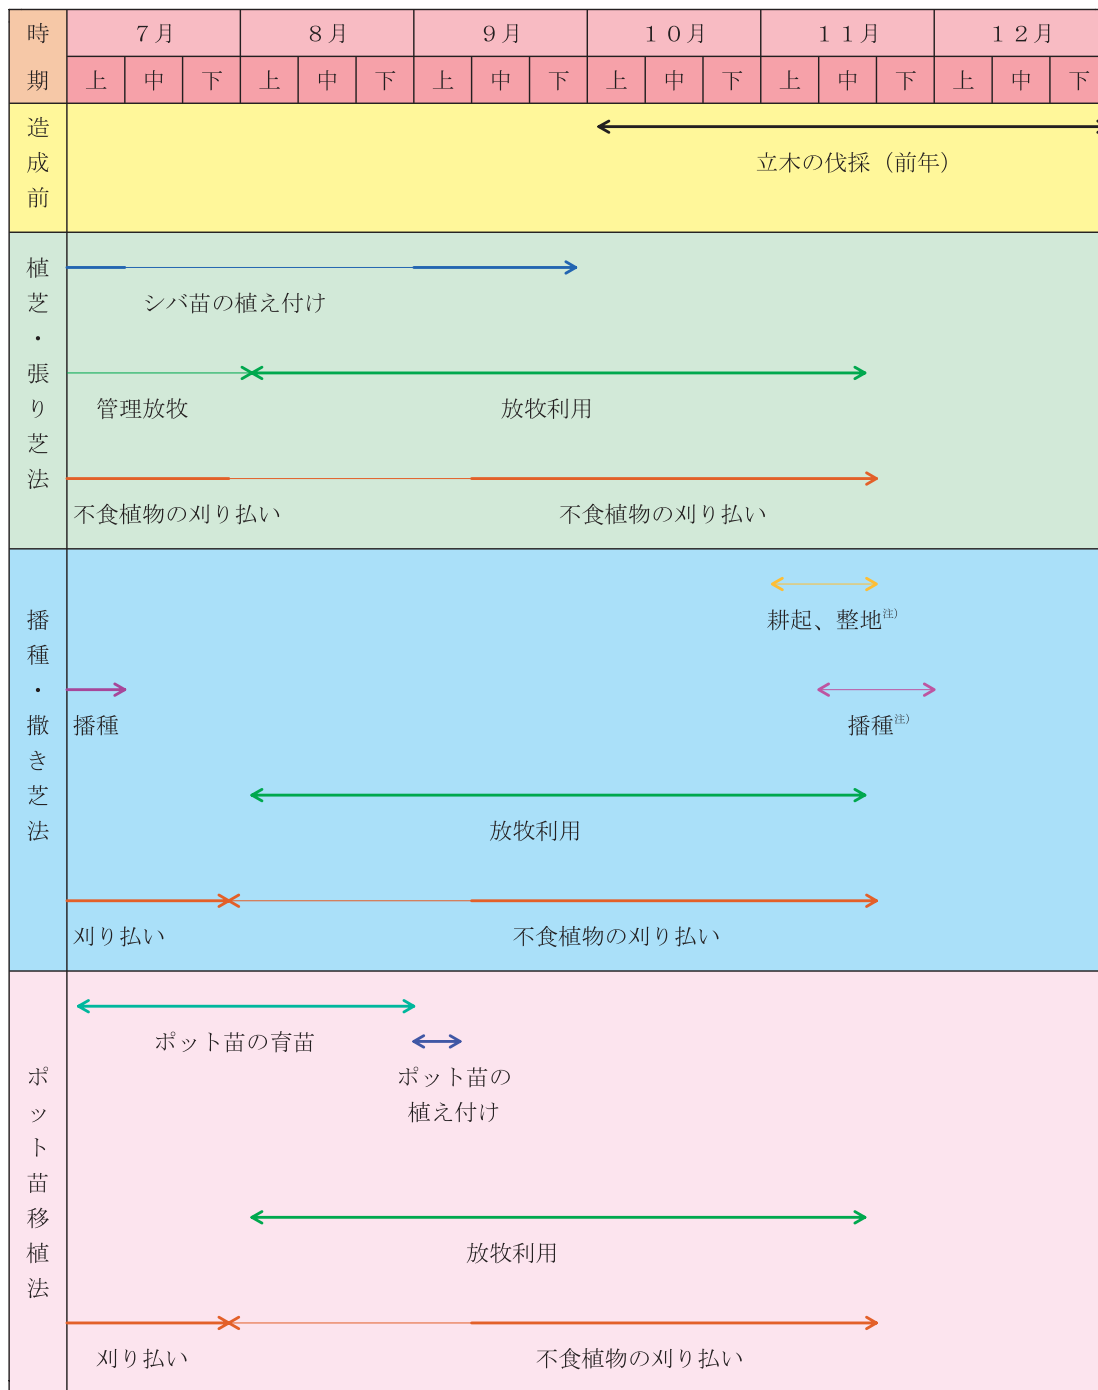 時期
７月 ８月 ９月 １０月 １１月 １２月
上 中 下 上 中 下 上 中 下 上 中 下 上 中 下 上 中 下
造成前
立木の伐採（前年）
植芝・張り芝法
シバ苗の植え付け
管理放牧 放牧利用
不食植物の刈り払い 不食植物の刈り払い
播種・撒き芝法
耕起、整地注）
播種 播種注）
放牧利用
刈り払い 不食植物の刈り払い
ポット苗移植法
ポット苗の育苗
ポット苗の
植え付け
放牧利用
刈り払い 不食植物の刈り払い